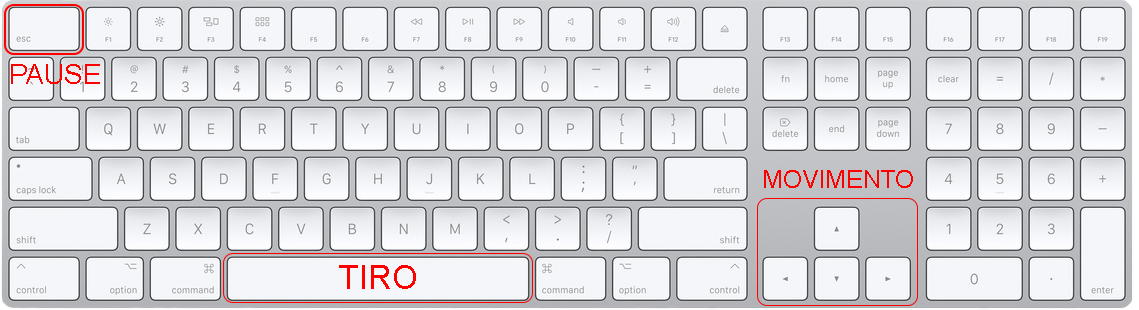 esc F1 F2 F3 F4 F5 F6 F7 F8 F9 F10 F11 F12 F13 F14 F15 F16 F17 F18 F19
PAUSE @ 2 # 3 $ 4 % 5 ^ 6 & 7 * 8 ( 9 ) 0 — - + = delete fn home page up clear = / *
tab Q W E R T Y U I O P { [ } ] | \ delete end page down 7 8 9 −
caps lock A S D F G H J K L : ; " ' return MOVIMENTO 4 5 6 +
shift Z X C V B N M < , > . ? / shift 1 2 3
control option command TIRO command option control 0 . enter